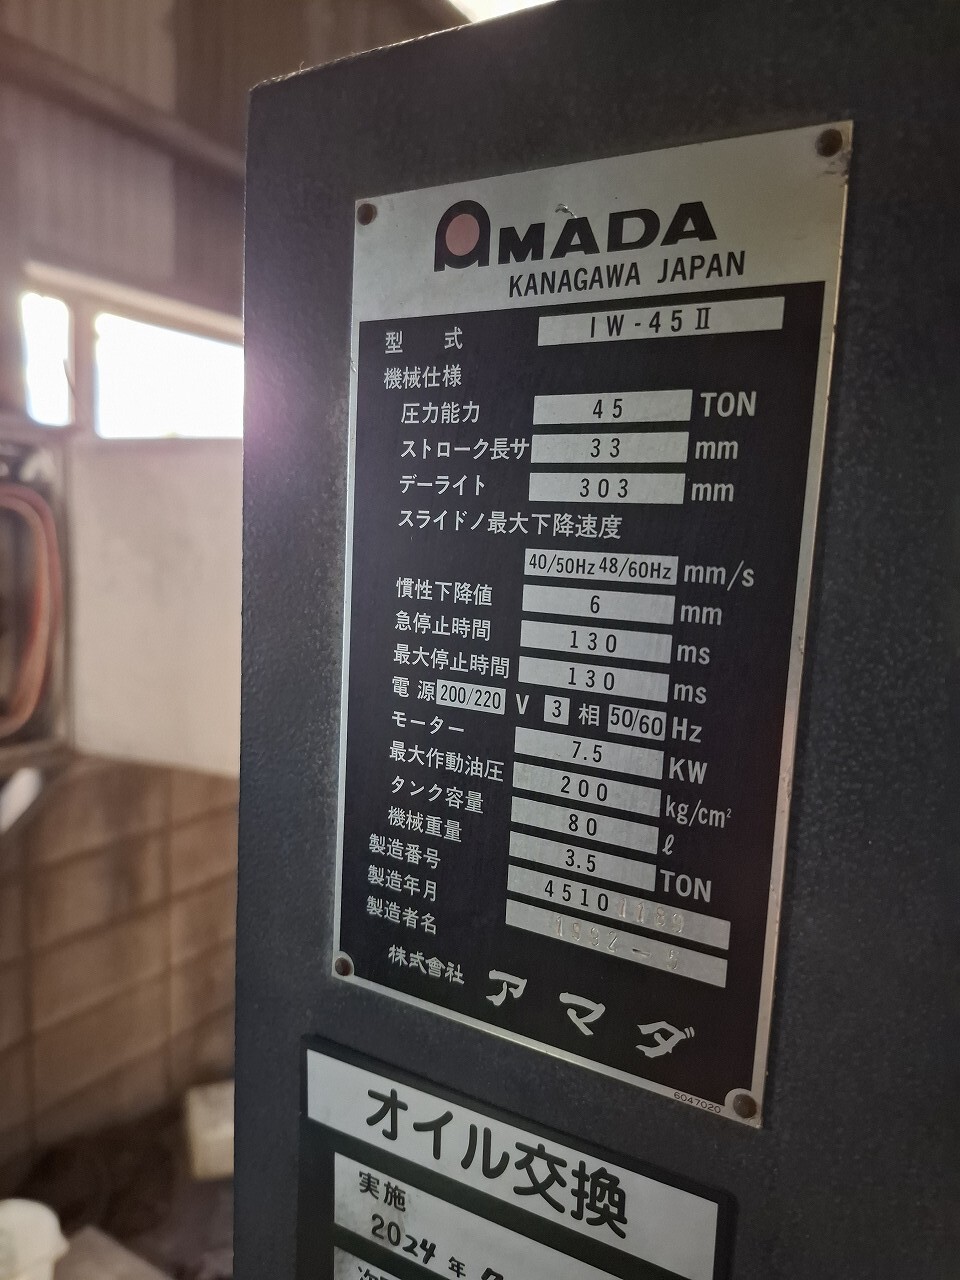 AMADA
KANAGAWA JAPAN
型式 IW-45Ⅱ
機械仕様
圧力能力 45 TON
ストローク長サ 33 mm
デーライト 303 mm
スライドノ最大下降速度
40/50Hz 48/60Hz mm/s
慣性下降値 6 mm
急停止時間 130 ms
最大停止時間 130 ms
電源 200/220 V 3 相 50/60 Hz
モーター 7.5 KW
最大作動油圧 200 kg/cm²
タンク容量 80 ℓ
機械重量 3.5 TON
製造番号 4510
製造年月
製造者名
株式會社 アマダ
6047020
オイル交換
実施
2024年